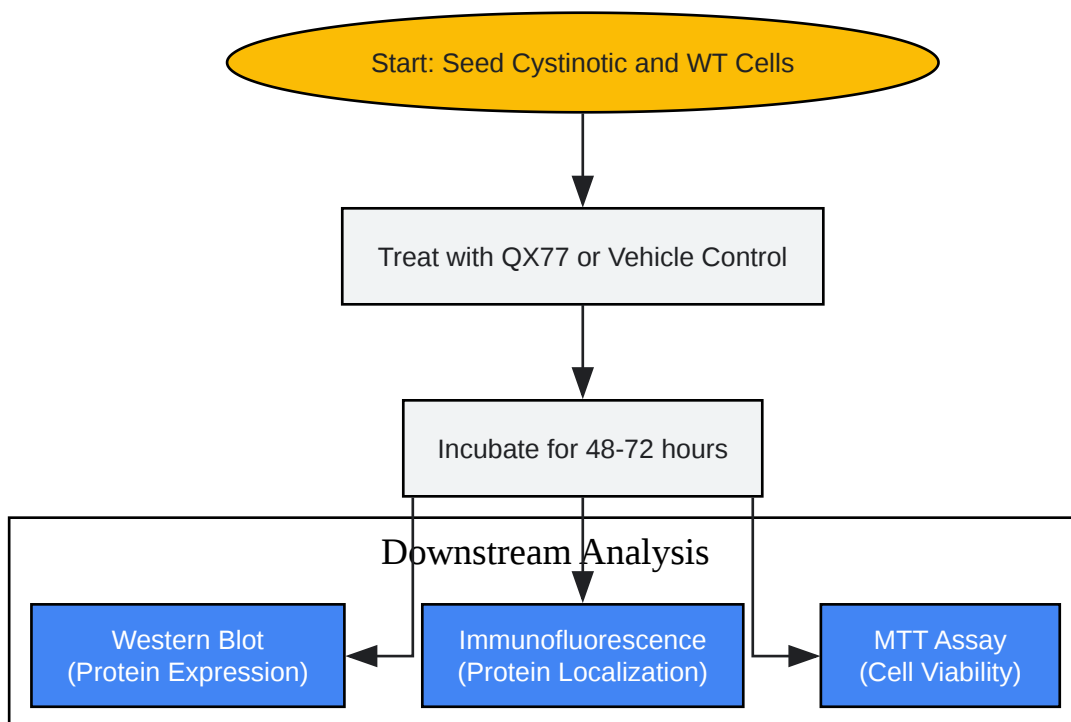 Start: Seed Cystinotic and WT Cells
Treat with QX77 or Vehicle Control
Incubate for 48-72 hours
Downstream Analysis
Western Blot
(Protein Expression)
Immunofluorescence
(Protein Localization)
MTT Assay
(Cell Viability)